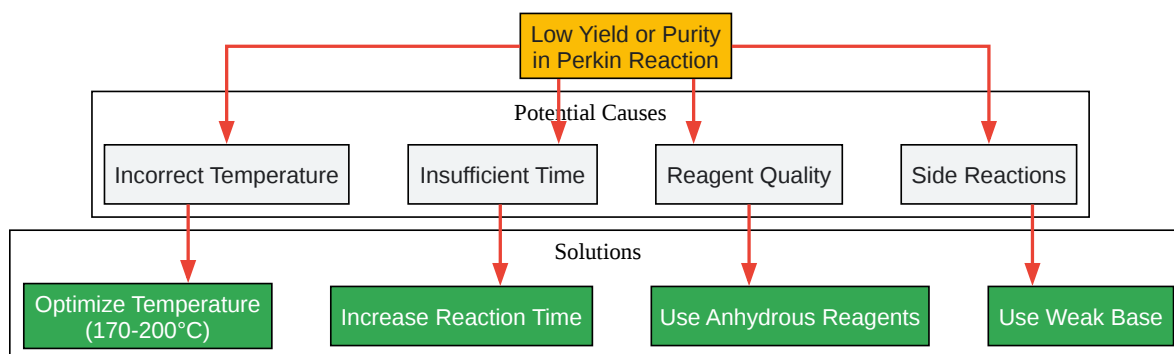 Low Yield or Purity
in Perkin Reaction
Potential Causes
Incorrect Temperature
Insufficient Time
Reagent Quality
Side Reactions
Solutions
Optimize Temperature
(170-200°C)
Increase Reaction Time
Use Anhydrous Reagents
Use Weak Base